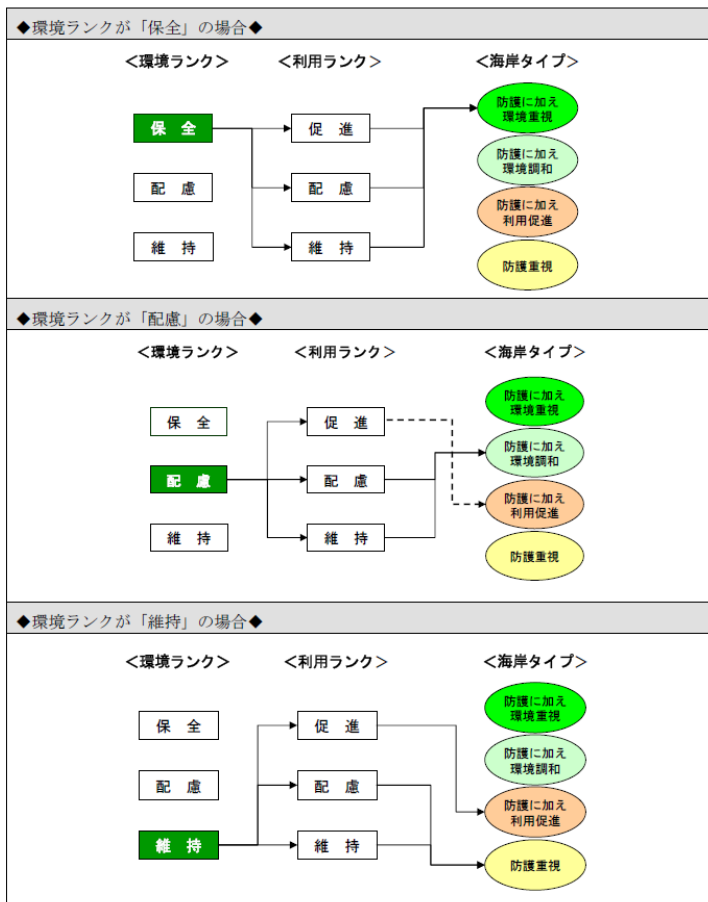 ◆環境ランクが「保全」の場合◆
＜環境ランク＞ ＜利用ランク＞ ＜海岸タイプ＞
保 全
促 進
防護に加え
環境重視
配 慮
配 慮
防護に加え
環境調和
維 持
維 持
防護に加え
利用促進
防護重視
◆環境ランクが「配慮」の場合◆
＜環境ランク＞ ＜利用ランク＞ ＜海岸タイプ＞
保 全
促 進
防護に加え
環境重視
配 慮
配 慮
防護に加え
環境調和
維 持
維 持
防護に加え
利用促進
防護重視
◆環境ランクが「維持」の場合◆
＜環境ランク＞ ＜利用ランク＞ ＜海岸タイプ＞
保 全
促 進
防護に加え
環境重視
配 慮
配 慮
防護に加え
環境調和
維 持
維 持
防護に加え
利用促進
防護重視